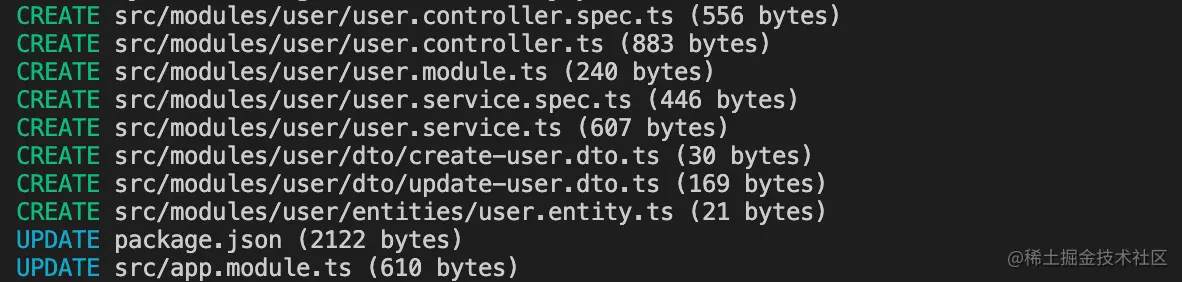 CREATE src/modules/user/user.controller.spec.ts (556 bytes)
CREATE src/modules/user/user.controller.ts (883 bytes)
CREATE src/modules/user/user.module.ts (240 bytes)
CREATE src/modules/user/user.service.spec.ts (446 bytes)
CREATE src/modules/user/user.service.ts (607 bytes)
CREATE src/modules/user/dto/create-user.dto.ts (30 bytes)
CREATE src/modules/user/dto/update-user.dto.ts (169 bytes)
CREATE src/modules/user/entities/user.entity.ts (21 bytes)
UPDATE package.json (2122 bytes)
UPDATE src/app.module.ts (610 bytes)
@稀土掘金技术社区